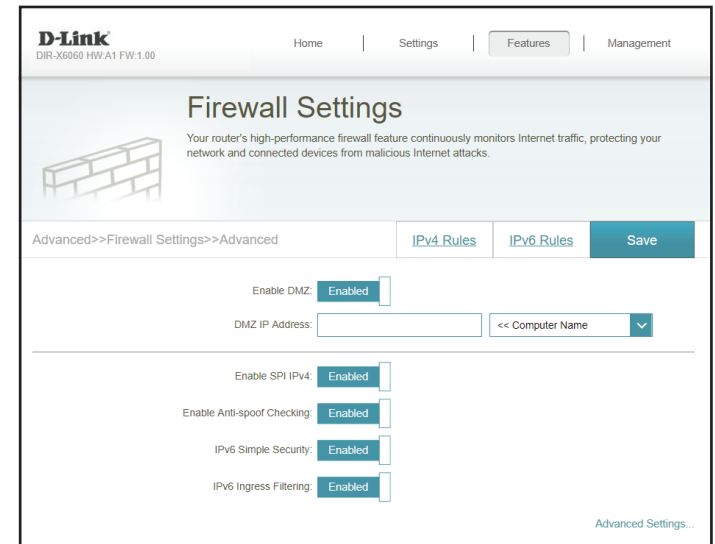 D-Link
DIR-X6060 HW:A1 FW:1.00
Home
Settings
Features
Management
Firewall Settings
Your router's high-performance firewall feature continuously monitors Internet traffic, protecting your
network and connected devices from malicious Internet attacks.
Advanced>>Firewall Settings>>Advanced
IPv4 Rules
IPv6 Rules
Save
Enable DMZ: Enabled
DMZ IP Address: << Computer Name
Enable SPI IPv4: Enabled
Enable Anti-spoof Checking: Enabled
IPv6 Simple Security: Enabled
IPv6 Ingress Filtering: Enabled
Advanced Settings...